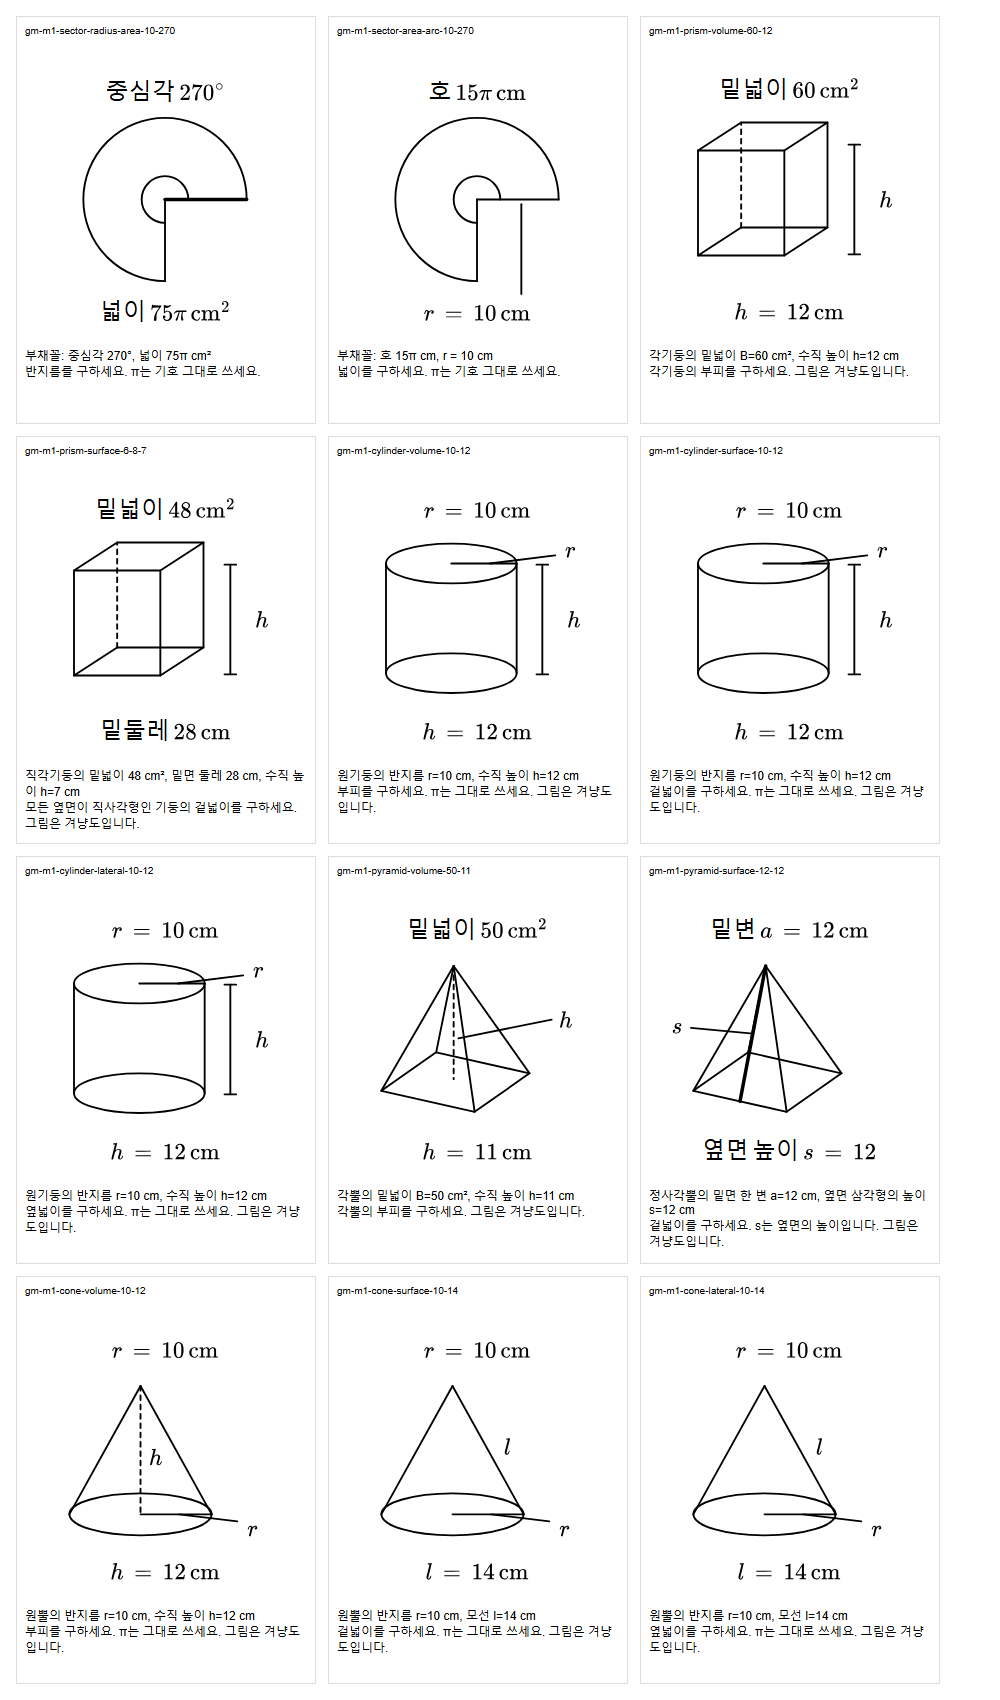 gm-m1-sector-radius-area-10-270
중심각 270°
넓이 75π cm²
부채꼴: 중심각 270°, 넓이 75π cm²
반지름를 구하세요. π는 기호 그대로 쓰세요.
gm-m1-sector-area-arc-10-270
호 15π cm
r = 10 cm
부채꼴: 호 15π cm, r = 10 cm
넓이를 구하세요. π는 기호 그대로 쓰세요.
gm-m1-prism-volume-60-12
밑넓이 60 cm²
h
h = 12 cm
각기둥의 밑넓이 B=60 cm², 수직 높이 h=12 cm
각기둥의 부피를 구하세요. 그림은 겨냥도입니다.
gm-m1-prism-surface-6-8-7
밑넓이 48 cm²
h
밑둘레 28 cm
직각기둥의 밑넓이 48 cm², 밑면 둘레 28 cm, 수직 높
이 h=7 cm
모든 옆면이 직사각형인 기둥의 겉넓이를 구하세요.
그림은 겨냥도입니다.
gm-m1-cylinder-volume-10-12
r = 10 cm
r
h
h = 12 cm
원기둥의 반지름 r=10 cm, 수직 높이 h=12 cm
부피를 구하세요. π는 그대로 쓰세요. 그림은 겨냥도
입니다.
gm-m1-cylinder-surface-10-12
r = 10 cm
r
h
h = 12 cm
원기둥의 반지름 r=10 cm, 수직 높이 h=12 cm
겉넓이를 구하세요. π는 그대로 쓰세요. 그림은 겨냥
도입니다.
gm-m1-cylinder-lateral-10-12
r = 10 cm
r
h
h = 12 cm
원기둥의 반지름 r=10 cm, 수직 높이 h=12 cm
옆넓이를 구하세요. π는 그대로 쓰세요. 그림은 겨냥
도입니다.
gm-m1-pyramid-volume-50-11
밑넓이 50 cm²
h
h = 11 cm
각뿔의 밑넓이 B=50 cm², 수직 높이 h=11 cm
각뿔의 부피를 구하세요. 그림은 겨냥도입니다.
gm-m1-pyramid-surface-12-12
밑변 a = 12 cm
s
옆면 높이 s = 12
정사각뿔의 밑면 한 변 a=12 cm, 옆면 삼각형의 높이
s=12 cm
겉넓이를 구하세요. s는 옆면의 높이입니다. 그림은
겨냥도입니다.
gm-m1-cone-volume-10-12
r = 10 cm
h
r
h = 12 cm
원뿔의 반지름 r=10 cm, 수직 높이 h=12 cm
부피를 구하세요. π는 그대로 쓰세요. 그림은 겨냥도
입니다.
gm-m1-cone-surface-10-14
r = 10 cm
l
r
l = 14 cm
원뿔의 반지름 r=10 cm, 모선 l=14 cm
겉넓이를 구하세요. π는 그대로 쓰세요. 그림은 겨냥
도입니다.
gm-m1-cone-lateral-10-14
r = 10 cm
l
r
l = 14 cm
원뿔의 반지름 r=10 cm, 모선 l=14 cm
옆넓이를 구하세요. π는 그대로 쓰세요. 그림은 겨냥
도입니다.